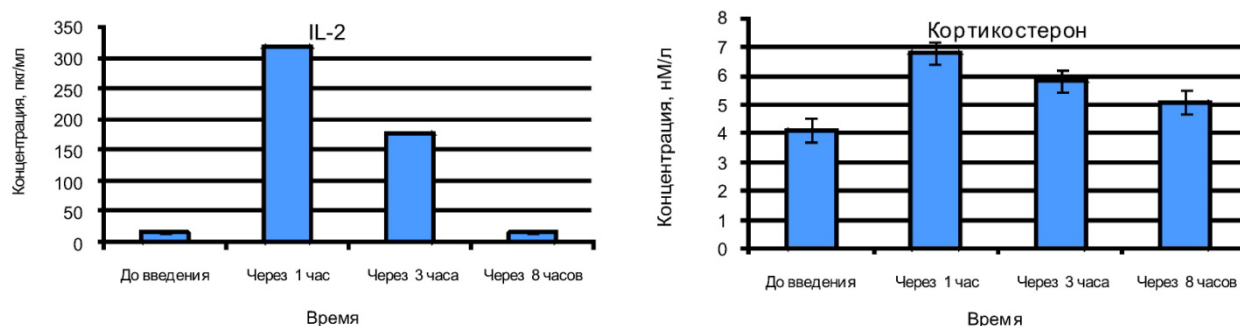 IL-2
Концентрация, пкг/мл
350
300
250
200
150
100
50
0
До введения Через 1 час Через 3 часа Через 8 часов
Время
Кортикостерон
Концентрация, нМ/л
8
7
6
5
4
3
2
1
0
До введения Через 1 час Через 3 часа Через 8 часов
Время